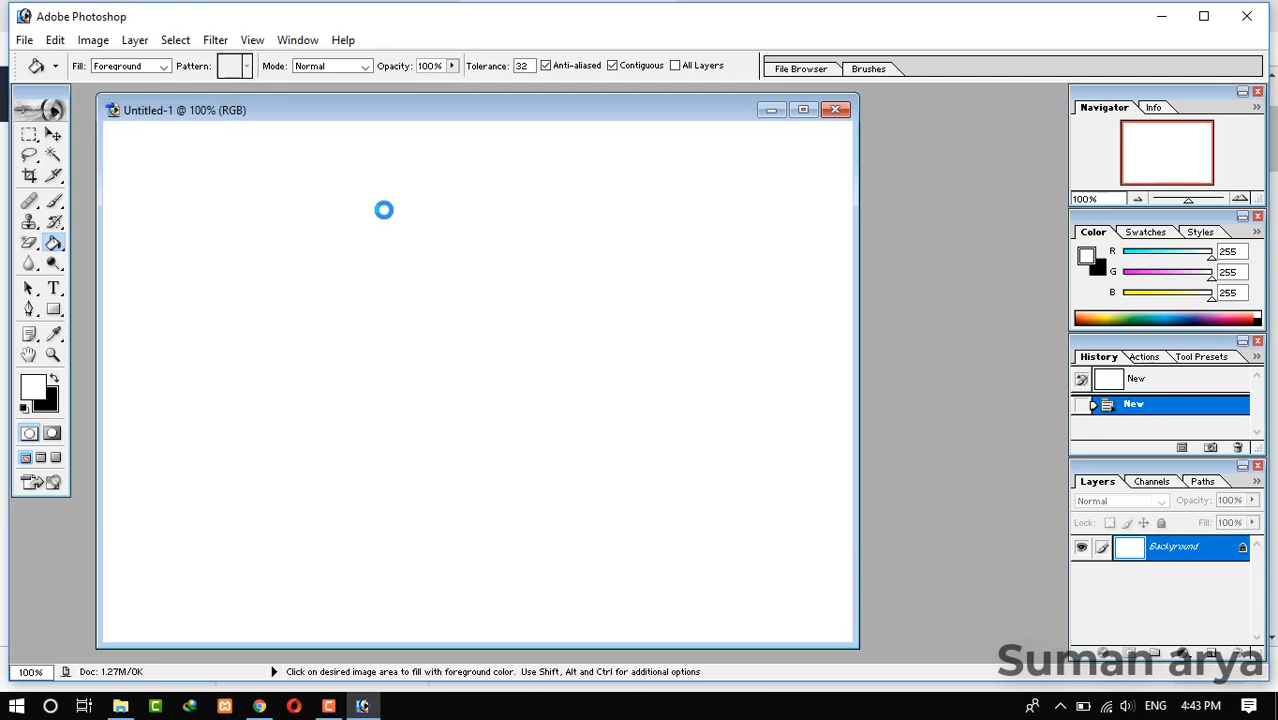 Adobe Photoshop
File Edit Image Layer Select Filter View Window Help
Fill: Foreground Pattern: Mode: Normal Opacity: 100% Tolerance: 32 Anti-aliased Contiguous All Layers File Browser Brushes
Untitled-1 @ 100% (RGB)
Navigator Info
100%
Color Swatches Styles
R 255
G 255
B 255
History Actions Tool Presets
New
New
Layers Channels Paths
Normal Opacity: 100%
Lock: Fill: 100%
Background
Suman arya
100% Doc: 1.27M/0K Click on desired image area to fill with foreground color. Use Shift, Alt and Ctrl for additional options
ENG 4:43 PM